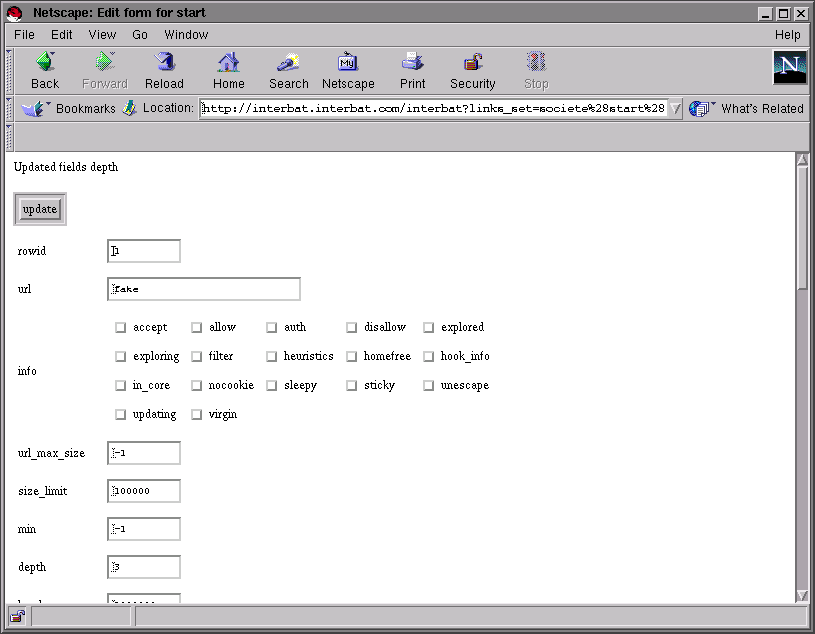 Netscape: Edit form for start
File Edit View Go Window Help
Back Forward Reload Home Search My Netscape Print Security Stop N
Bookmarks Location: http://interbat.interbat.com/interbat?links_set=societe%28start%28 What's Related
Updated fields depth
update
rowid 1
url fake
accept allow auth disallow explored
exploring filter heuristics homefree hook_info
info
in_core nocookie sleepy sticky unescape
updating virgin
url_max_size -1
size_limit 100000
min -1
depth 3